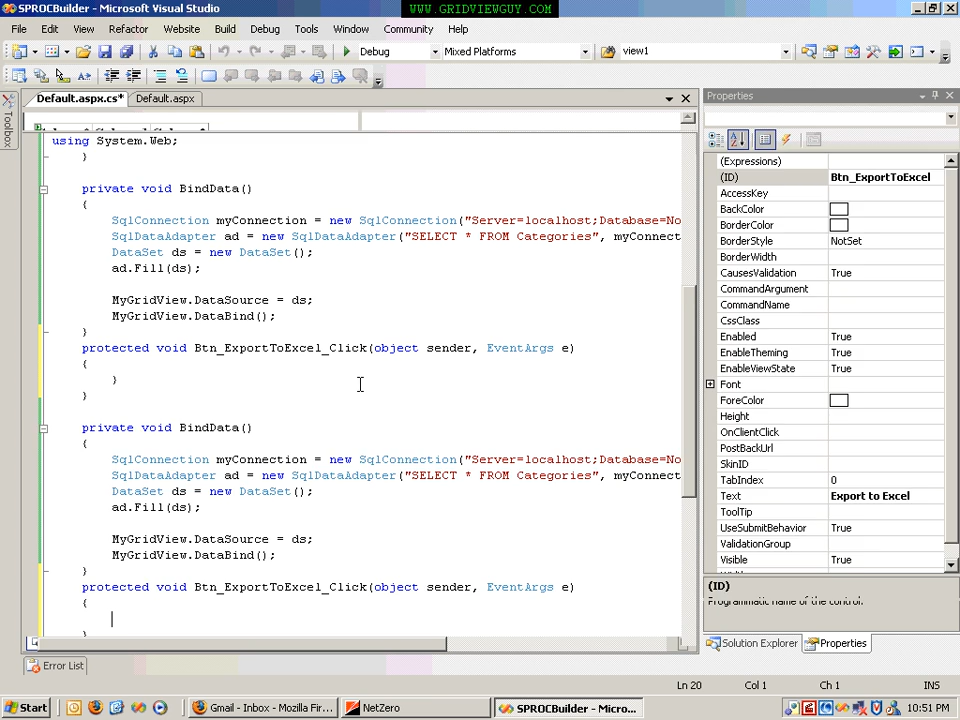 SPROCBuilder - Microsoft Visual Studio
WWW.GRIDVIEWGUY.COM
File Edit View Refactor Website Build Debug Tools Window Community Help
Debug Mixed Platforms view1
Default.aspx.cs* Default.aspx
using System.Web;
}
private void BindData()
{
SqlConnection myConnection = new SqlConnection("Server=localhost;Database=No
SqlDataAdapter ad = new SqlDataAdapter("SELECT * FROM Categories", myConnect
DataSet ds = new DataSet();
ad.Fill(ds);
MyGridView.DataSource = ds;
MyGridView.DataBind();
}
protected void Btn_ExportToExcel_Click(object sender, EventArgs e)
{
}
}
private void BindData()
{
SqlConnection myConnection = new SqlConnection("Server=localhost;Database=No
SqlDataAdapter ad = new SqlDataAdapter("SELECT * FROM Categories", myConnect
DataSet ds = new DataSet();
ad.Fill(ds);
MyGridView.DataSource = ds;
MyGridView.DataBind();
}
protected void Btn_ExportToExcel_Click(object sender, EventArgs e)
{
}
Toolbox
Properties
(Expressions)
(ID) Btn_ExportToExcel
AccessKey
BackColor
BorderColor
BorderStyle NotSet
BorderWidth
CausesValidation True
CommandArgument
CommandName
CssClass
Enabled True
EnableTheming True
EnableViewState True
Font
ForeColor
Height
OnClientClick
PostBackUrl
SkinID
TabIndex 0
Text Export to Excel
ToolTip
UseSubmitBehavior True
ValidationGroup
Visible True
(ID)
Programmatic name of the control.
Solution Explorer Properties
Error List
Ln 20 Col 1 Ch 1 INS
Start Gmail - Inbox - Mozilla Fir... NetZero SPROCBuilder - Micro... 10:51 PM